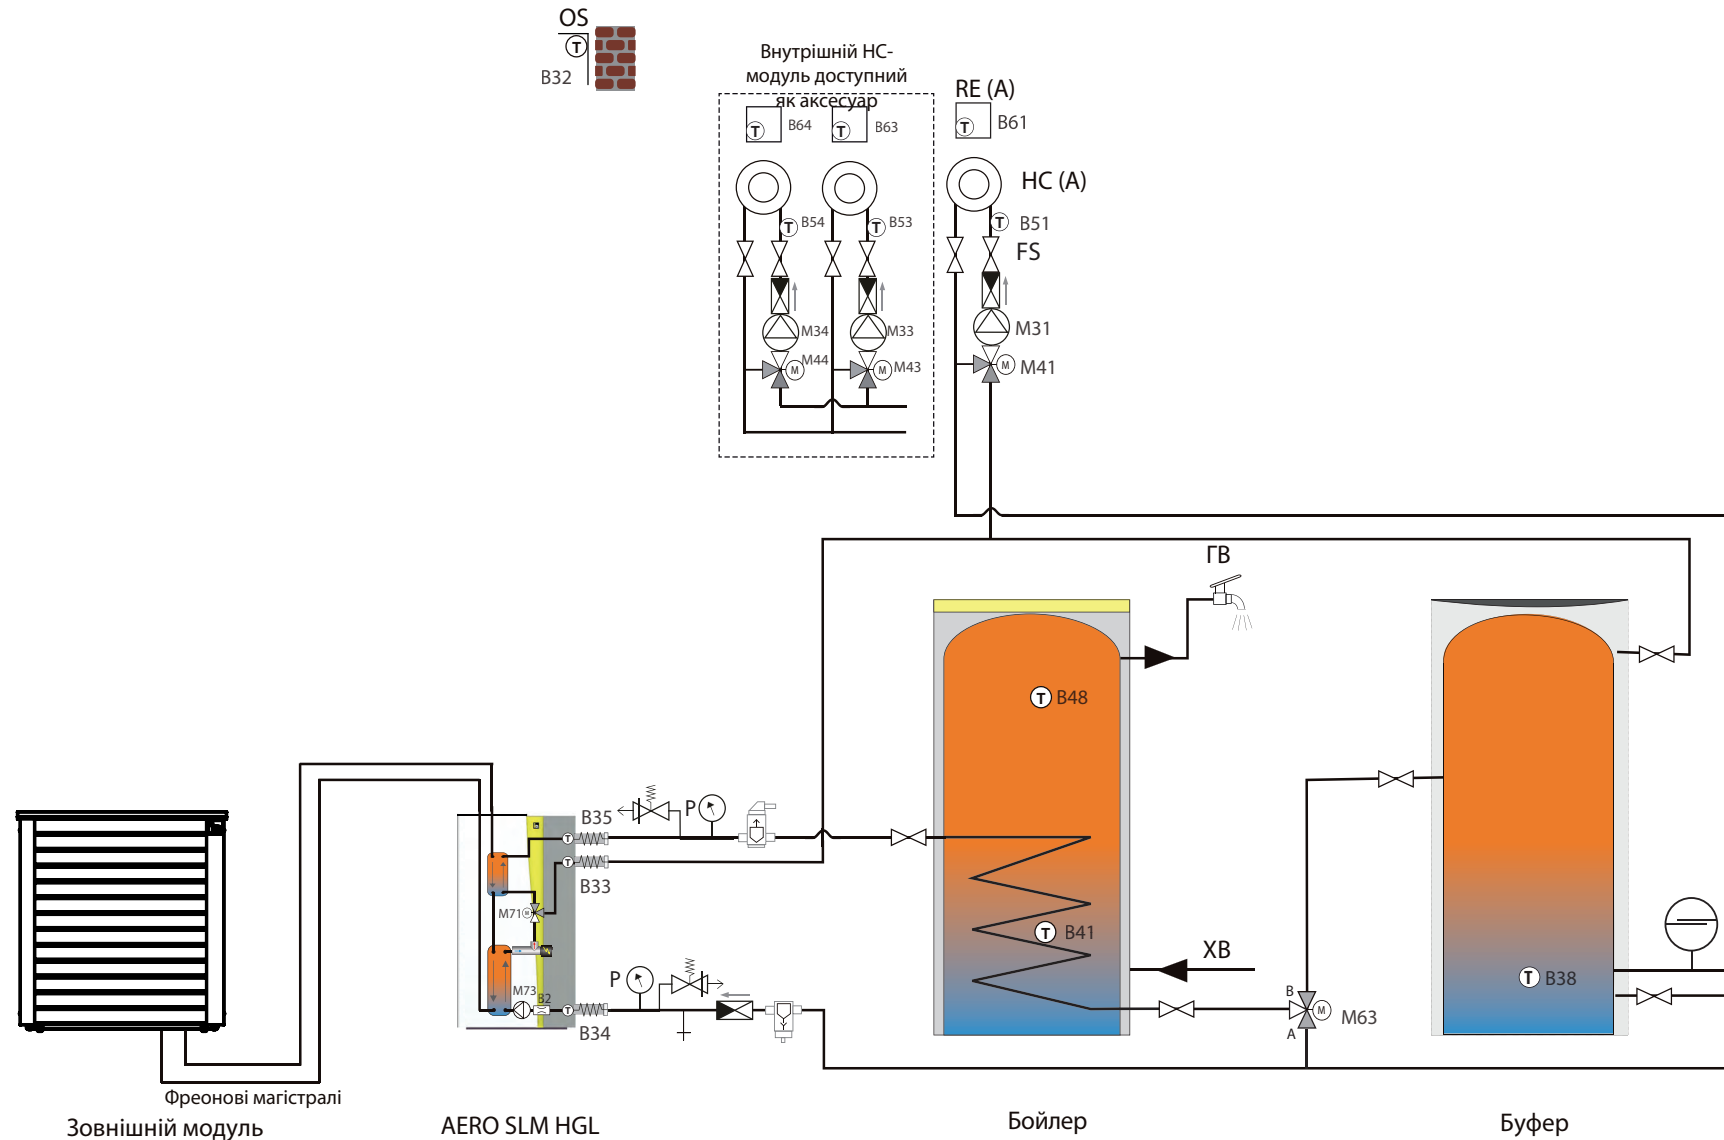 OS
T
B32
Внутрішній НС-
модуль доступний
як аксесуар
T
B64
T
B63
RE (A)
T
B61
HC (A)
T
B54
T
B53
T
B51
FS
M34
M33
M31
M
M44
M
M43
M
M41
ГВ
T
B48
P
B35
T
T
B33
M71
M
T
B41
ХВ
P
M73
B2
T
B34
B
M
M63
A
T
B38
Фреонові магістралі
Зовнішній модуль
AERO SLM HGL
Бойлер
Буфер